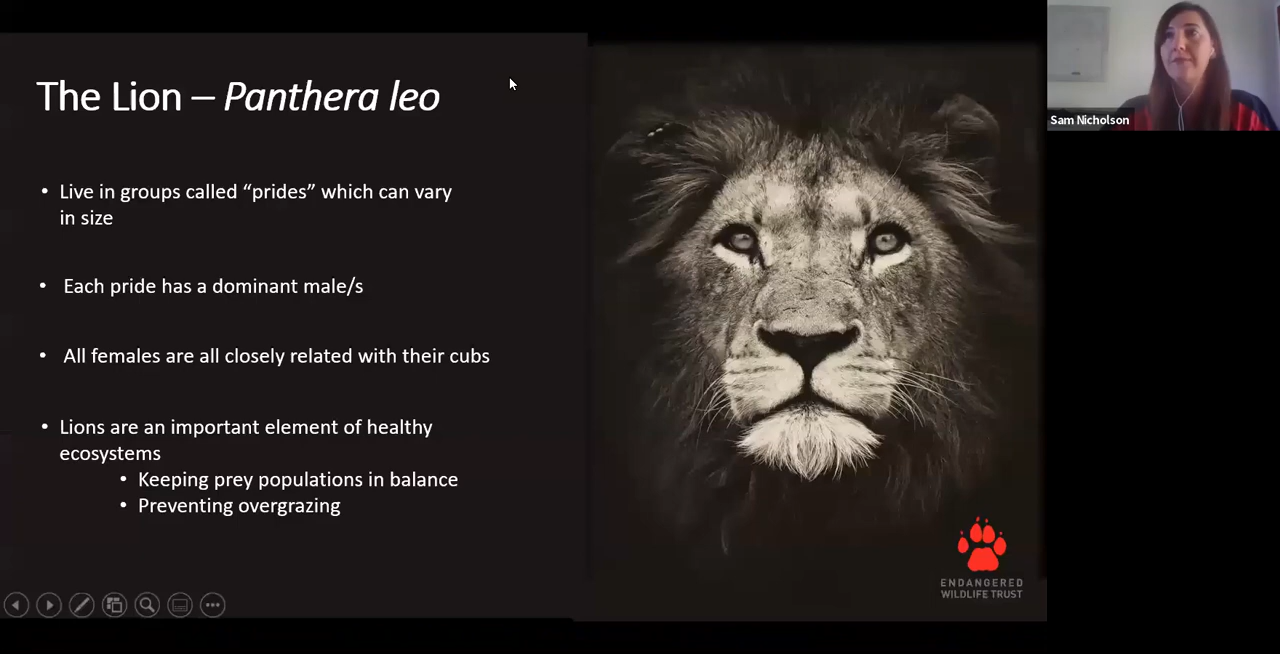 The Lion – Panthera leo
• Live in groups called “prides” which can vary
in size
• Each pride has a dominant male/s
• All females are all closely related with their cubs
• Lions are an important element of healthy
ecosystems
• Keeping prey populations in balance
• Preventing overgrazing
ENDANGERED
WILDLIFE TRUST
Sam Nicholson